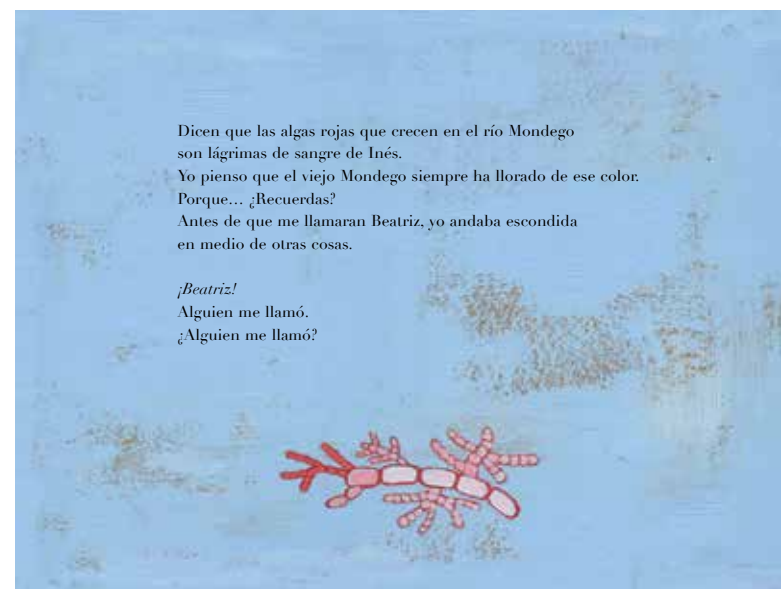 Dicen que las algas rojas que crecen en el río Mondego
son lágrimas de sangre de Inés.
Yo pienso que el viejo Mondego siempre ha llorado de ese color.
Porque... ¿Recuerdas?
Antes de que me llamaran Beatriz, yo andaba escondida
en medio de otras cosas.
¡Beatriz!
Alguien me llamó.
¿Alguien me llamó?